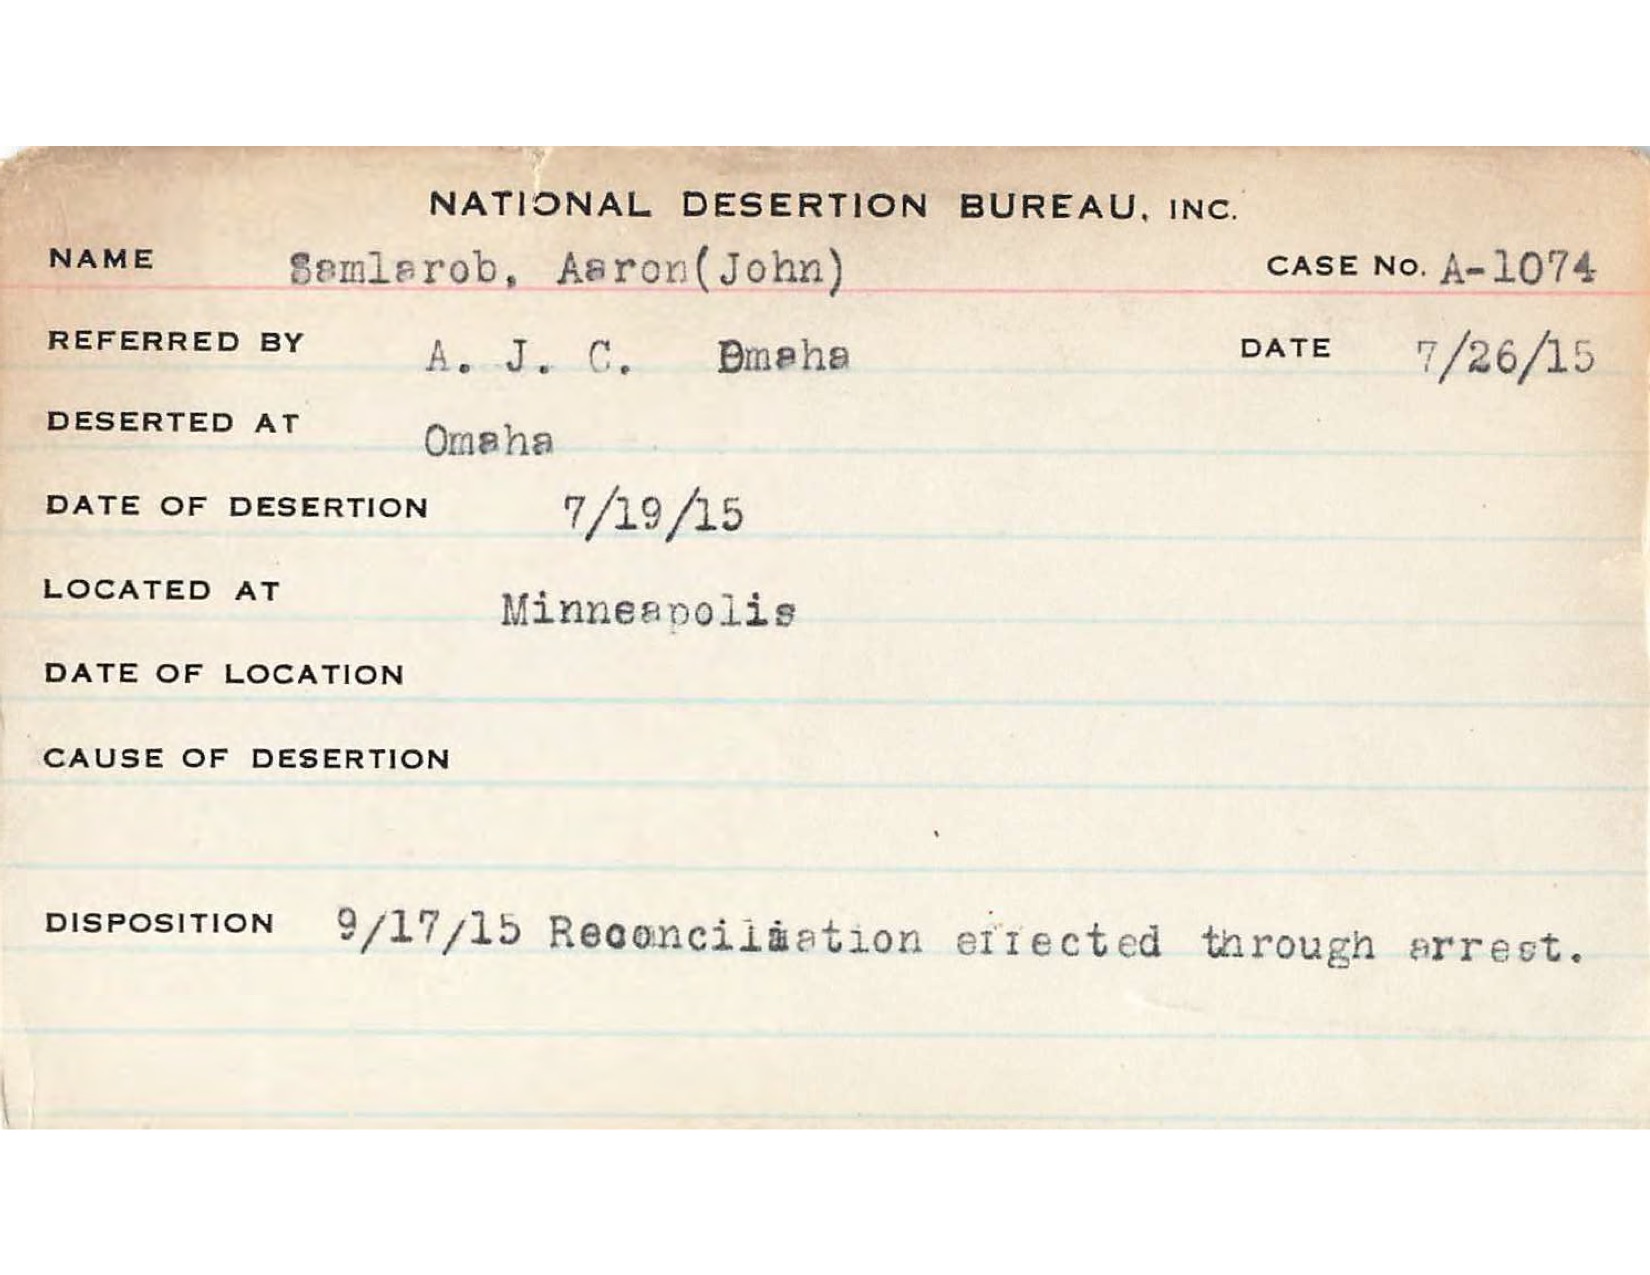 NATIONAL DESERTION BUREAU, INC.
NAME Samlarob, Aaron(John) CASE No. A-1074
REFERRED BY A. J. C. Omaha DATE 7/26/15
DESERTED AT Omaha
DATE OF DESERTION 7/19/15
LOCATED AT Minneapolis
DATE OF LOCATION
CAUSE OF DESERTION
DISPOSITION 9/17/15 Reconciliation effected through arrest.